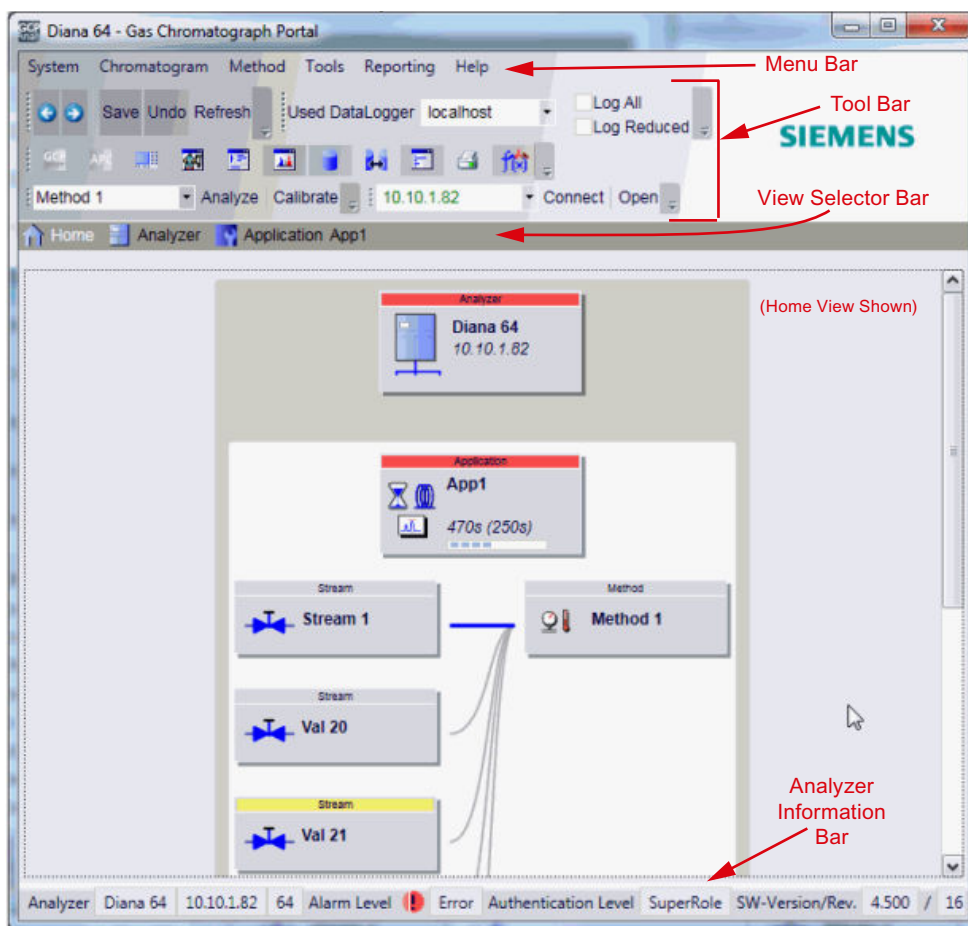 Diana 64 - Gas Chromatograph Portal
System Chromatogram Method Tools Reporting Help
Menu Bar
Save Undo Refresh Used DataLogger localhost
Log All
Log Reduced
Tool Bar
SIEMENS
GCP APC
f(x)
Method 1 Analyze Calibrate 10.10.1.82 Connect Open
View Selector Bar
Home Analyzer Application App1
(Home View Shown)
Analyzer
Diana 64
10.10.1.82
Application
App1
470s (250s)
Stream
Stream 1
Method
Method 1
Stream
Val 20
Stream
Val 21
Analyzer
Information
Bar
Analyzer Diana 64 10.10.1.82 64 Alarm Level Error Authentication Level SuperRole SW-Version/Rev. 4.500 / 16